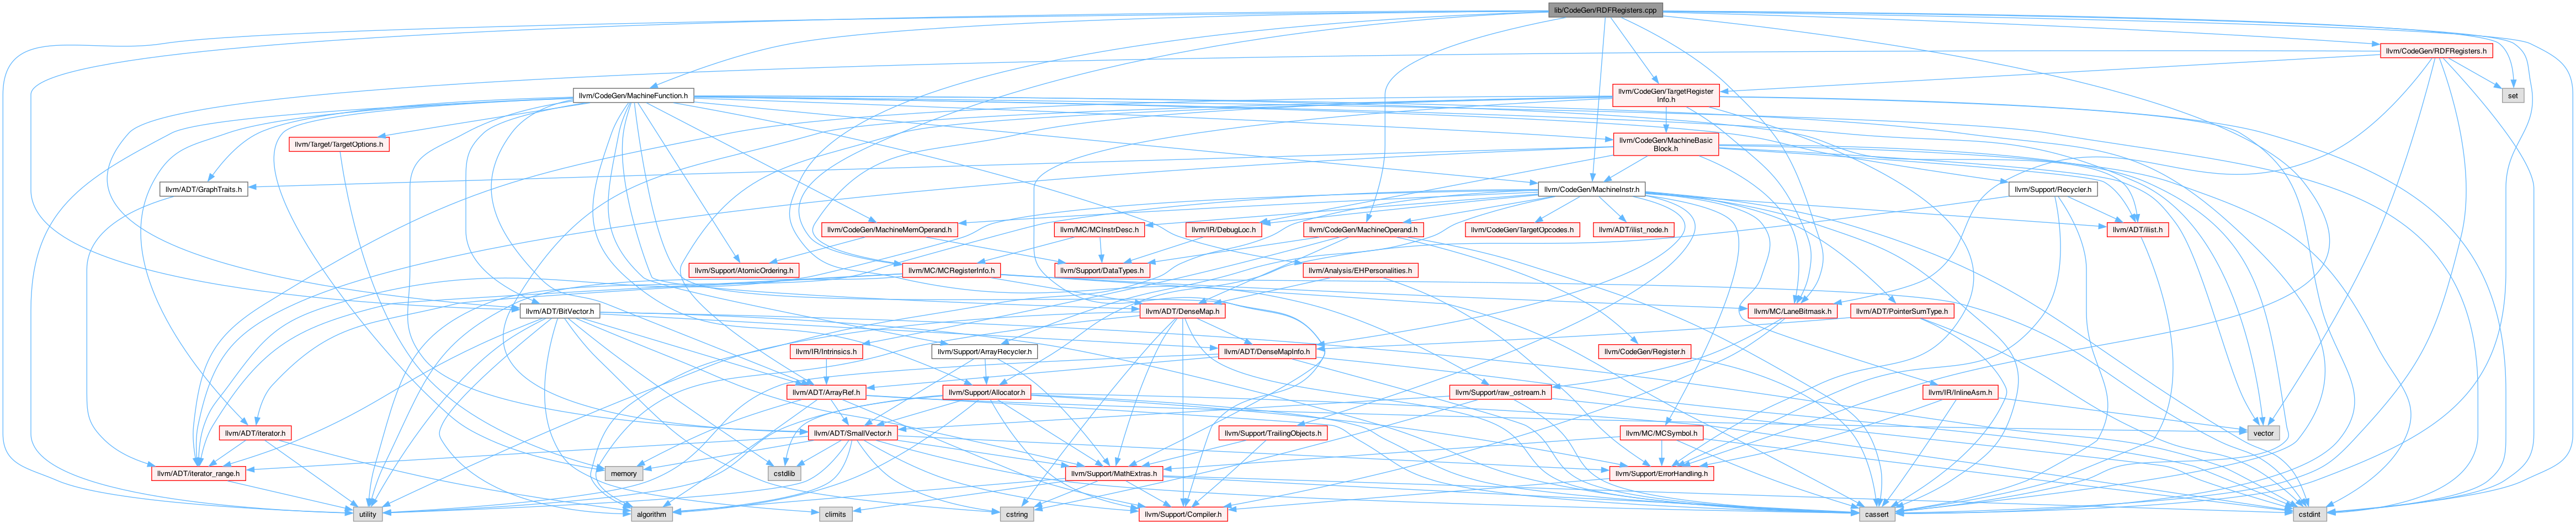 lib/CodeGen/RDFRegisters.cpp
llvm/CodeGen/RDFRegisters.h
llvm/CodeGen/MachineFunction.h
llvm/CodeGen/TargetRegister
Info.h
set
llvm/Target/TargetOptions.h
llvm/CodeGen/MachineBasic
Block.h
llvm/ADT/GraphTraits.h
llvm/CodeGen/MachineInstr.h
llvm/Support/Recycler.h
llvm/CodeGen/MachineMemOperand.h
llvm/MC/MCInstrDesc.h
llvm/IR/DebugLoc.h
llvm/CodeGen/MachineOperand.h
llvm/CodeGen/TargetOpcodes.h
llvm/ADT/ilist_node.h
llvm/ADT/ilist.h
llvm/Support/AtomicOrdering.h
llvm/MC/MCRegisterInfo.h
llvm/Support/DataTypes.h
llvm/Analysis/EHPersonalities.h
llvm/ADT/BitVector.h
llvm/ADT/DenseMap.h
llvm/MC/LaneBitmask.h
llvm/ADT/PointerSumType.h
llvm/IR/Intrinsics.h
llvm/Support/ArrayRecycler.h
llvm/ADT/DenseMapInfo.h
llvm/CodeGen/Register.h
llvm/ADT/ArrayRef.h
llvm/Support/Allocator.h
llvm/Support/raw_ostream.h
llvm/IR/InlineAsm.h
llvm/ADT/iterator.h
llvm/ADT/SmallVector.h
llvm/Support/TrailingObjects.h
llvm/MC/MCSymbol.h
vector
llvm/ADT/iterator_range.h
memory
cstdlib
llvm/Support/MathExtras.h
llvm/Support/ErrorHandling.h
utility
algorithm
climits
cstring
llvm/Support/Compiler.h
cassert
cstdint